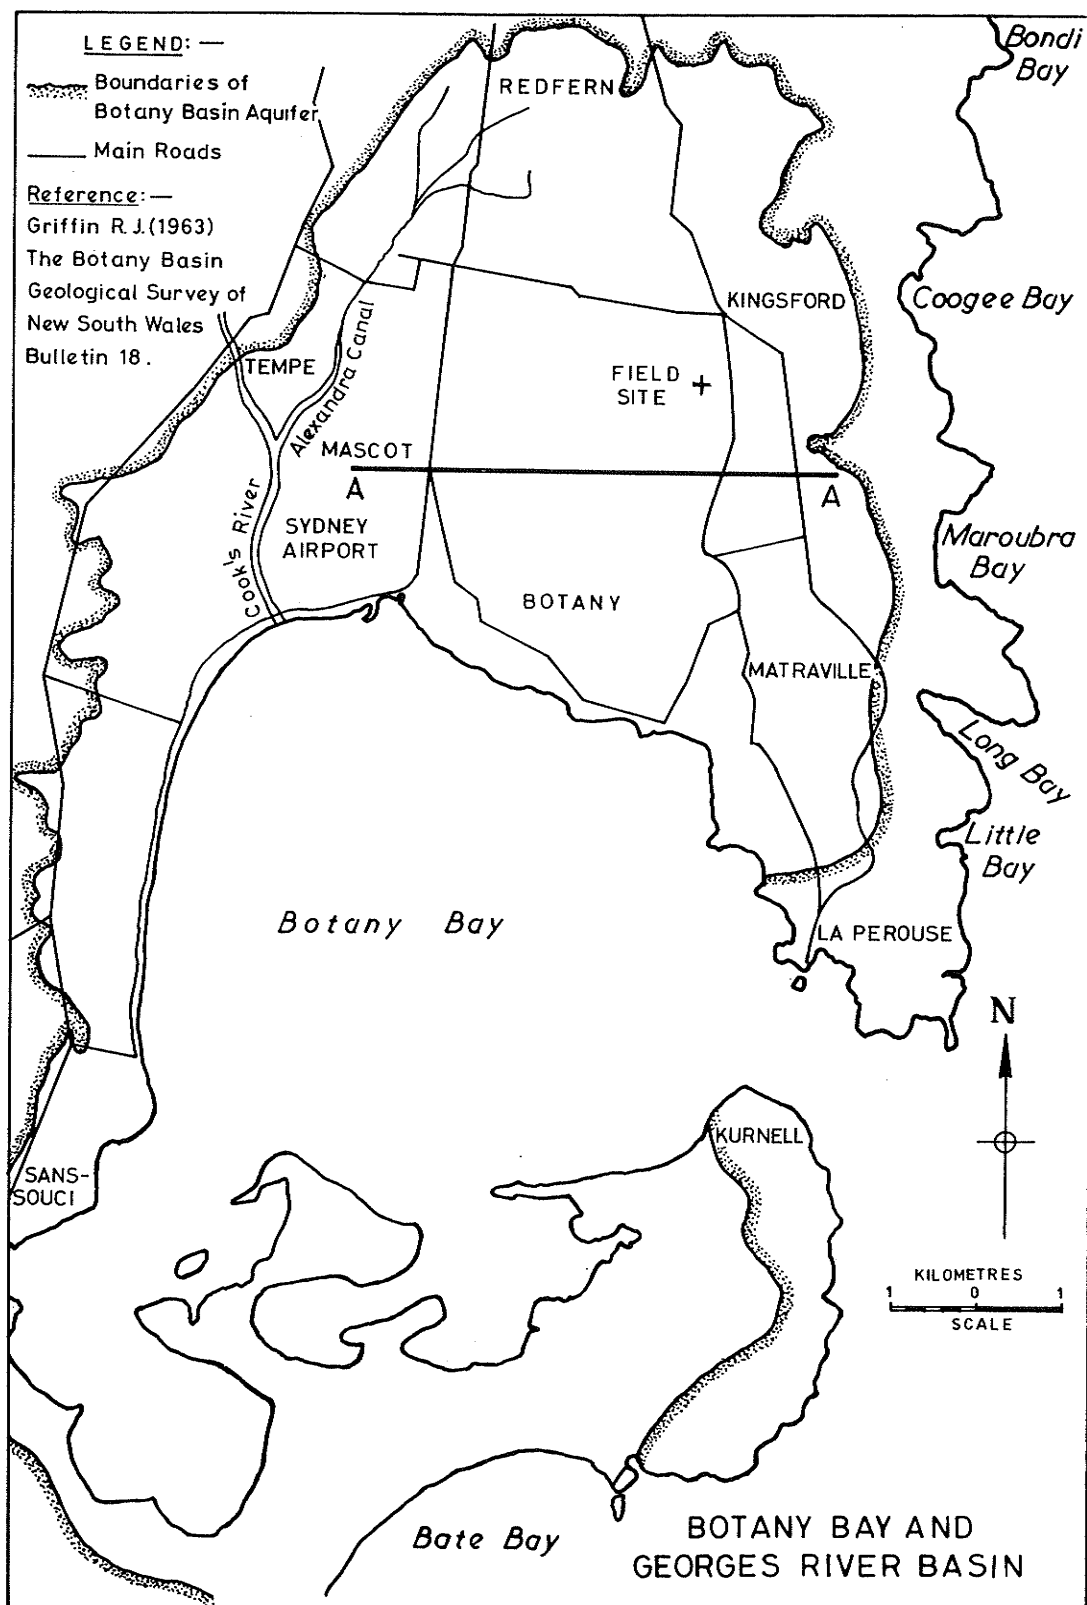 LEGEND: —
Boundaries of
Botany Basin Aquifer
Main Roads
Reference: —
Griffin R.J. (1963)
The Botany Basin
Geological Survey of
New South Wales
Bulletin 18.
Bondi
Bay
REDFERN
KINGSFORD
Coogee Bay
TEMPE
Alexandra Canal
FIELD
SITE
MASCOT
A
A
Cook's River
SYDNEY
AIRPORT
Maroubra
Bay
BOTANY
MATRAVILLE
Long Bay
Little
Bay
Botany Bay
LA PEROUSE
N
KURNELL
SANS-
SOUCI
KILOMETRES
1 0 1
SCALE
Bate Bay
BOTANY BAY AND
GEORGES RIVER BASIN